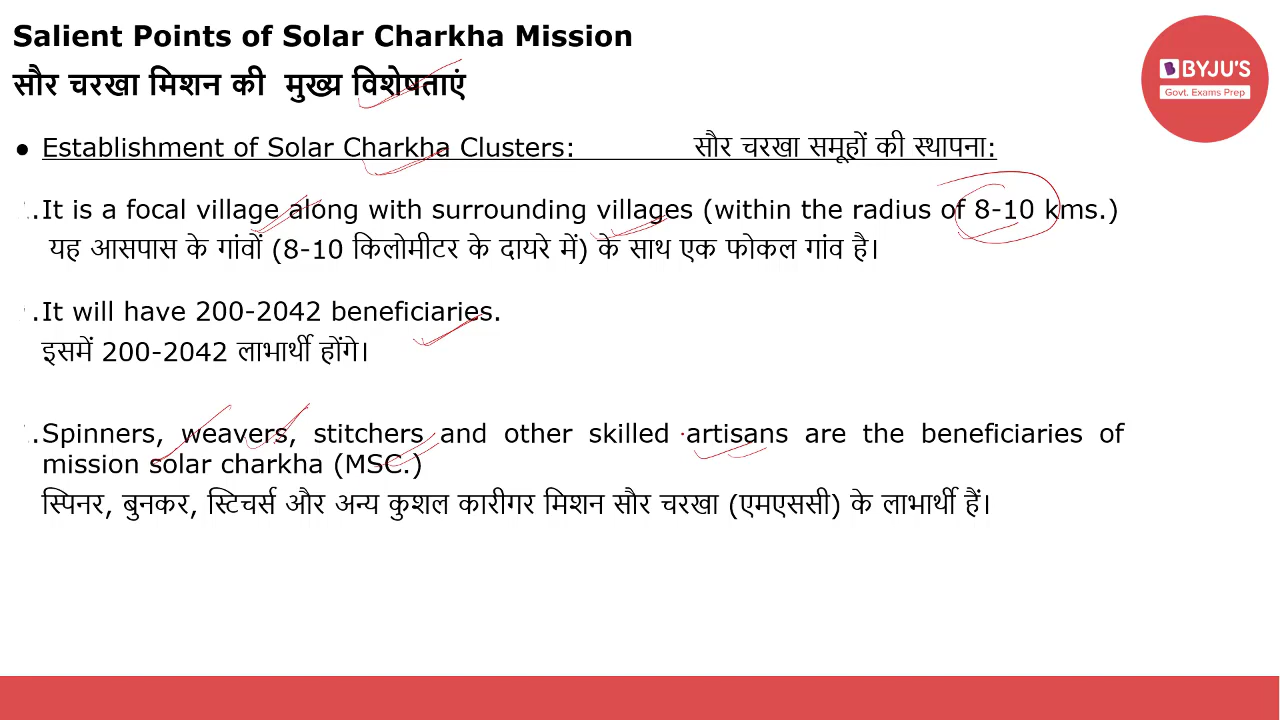 Salient Points of Solar Charkha Mission
सौर चरखा मिशन की मुख्य विशेषताएं
BYJU'S
Govt. Exams Prep
● Establishment of Solar Charkha Clusters: सौर चरखा समूहों की स्थापना:
.It is a focal village along with surrounding villages (within the radius of 8-10 kms.)
यह आसपास के गांवों (8-10 किलोमीटर के दायरे में) के साथ एक फोकल गांव है।
.It will have 200-2042 beneficiaries.
इसमें 200-2042 लाभार्थी होंगे।
.Spinners, weavers, stitchers and other skilled artisans are the beneficiaries of
mission solar charkha (MSC.)
स्पिनर, बुनकर, स्टिचर्स और अन्य कुशल कारीगर मिशन सौर चरखा (एमएससी) के लाभार्थी हैं।